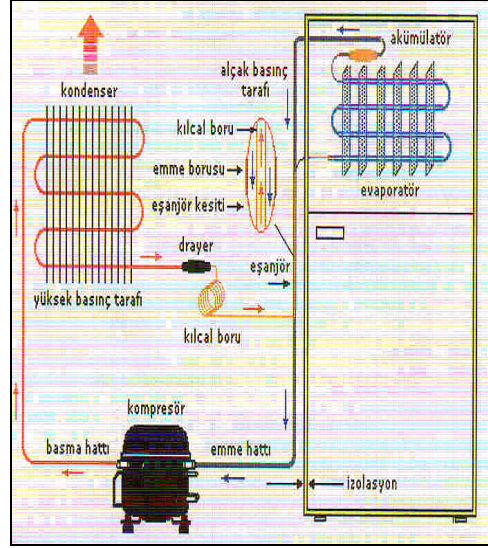 akümülatör
alçak basınç
tarafı
kondenser
kılcal boru
emme borusu
eşanjör kesiti
evaporatör
drayer
eşanjör
yüksek basınç tarafı
kılcal boru
kompresör
basma hattı
emme hattı
izolasyon